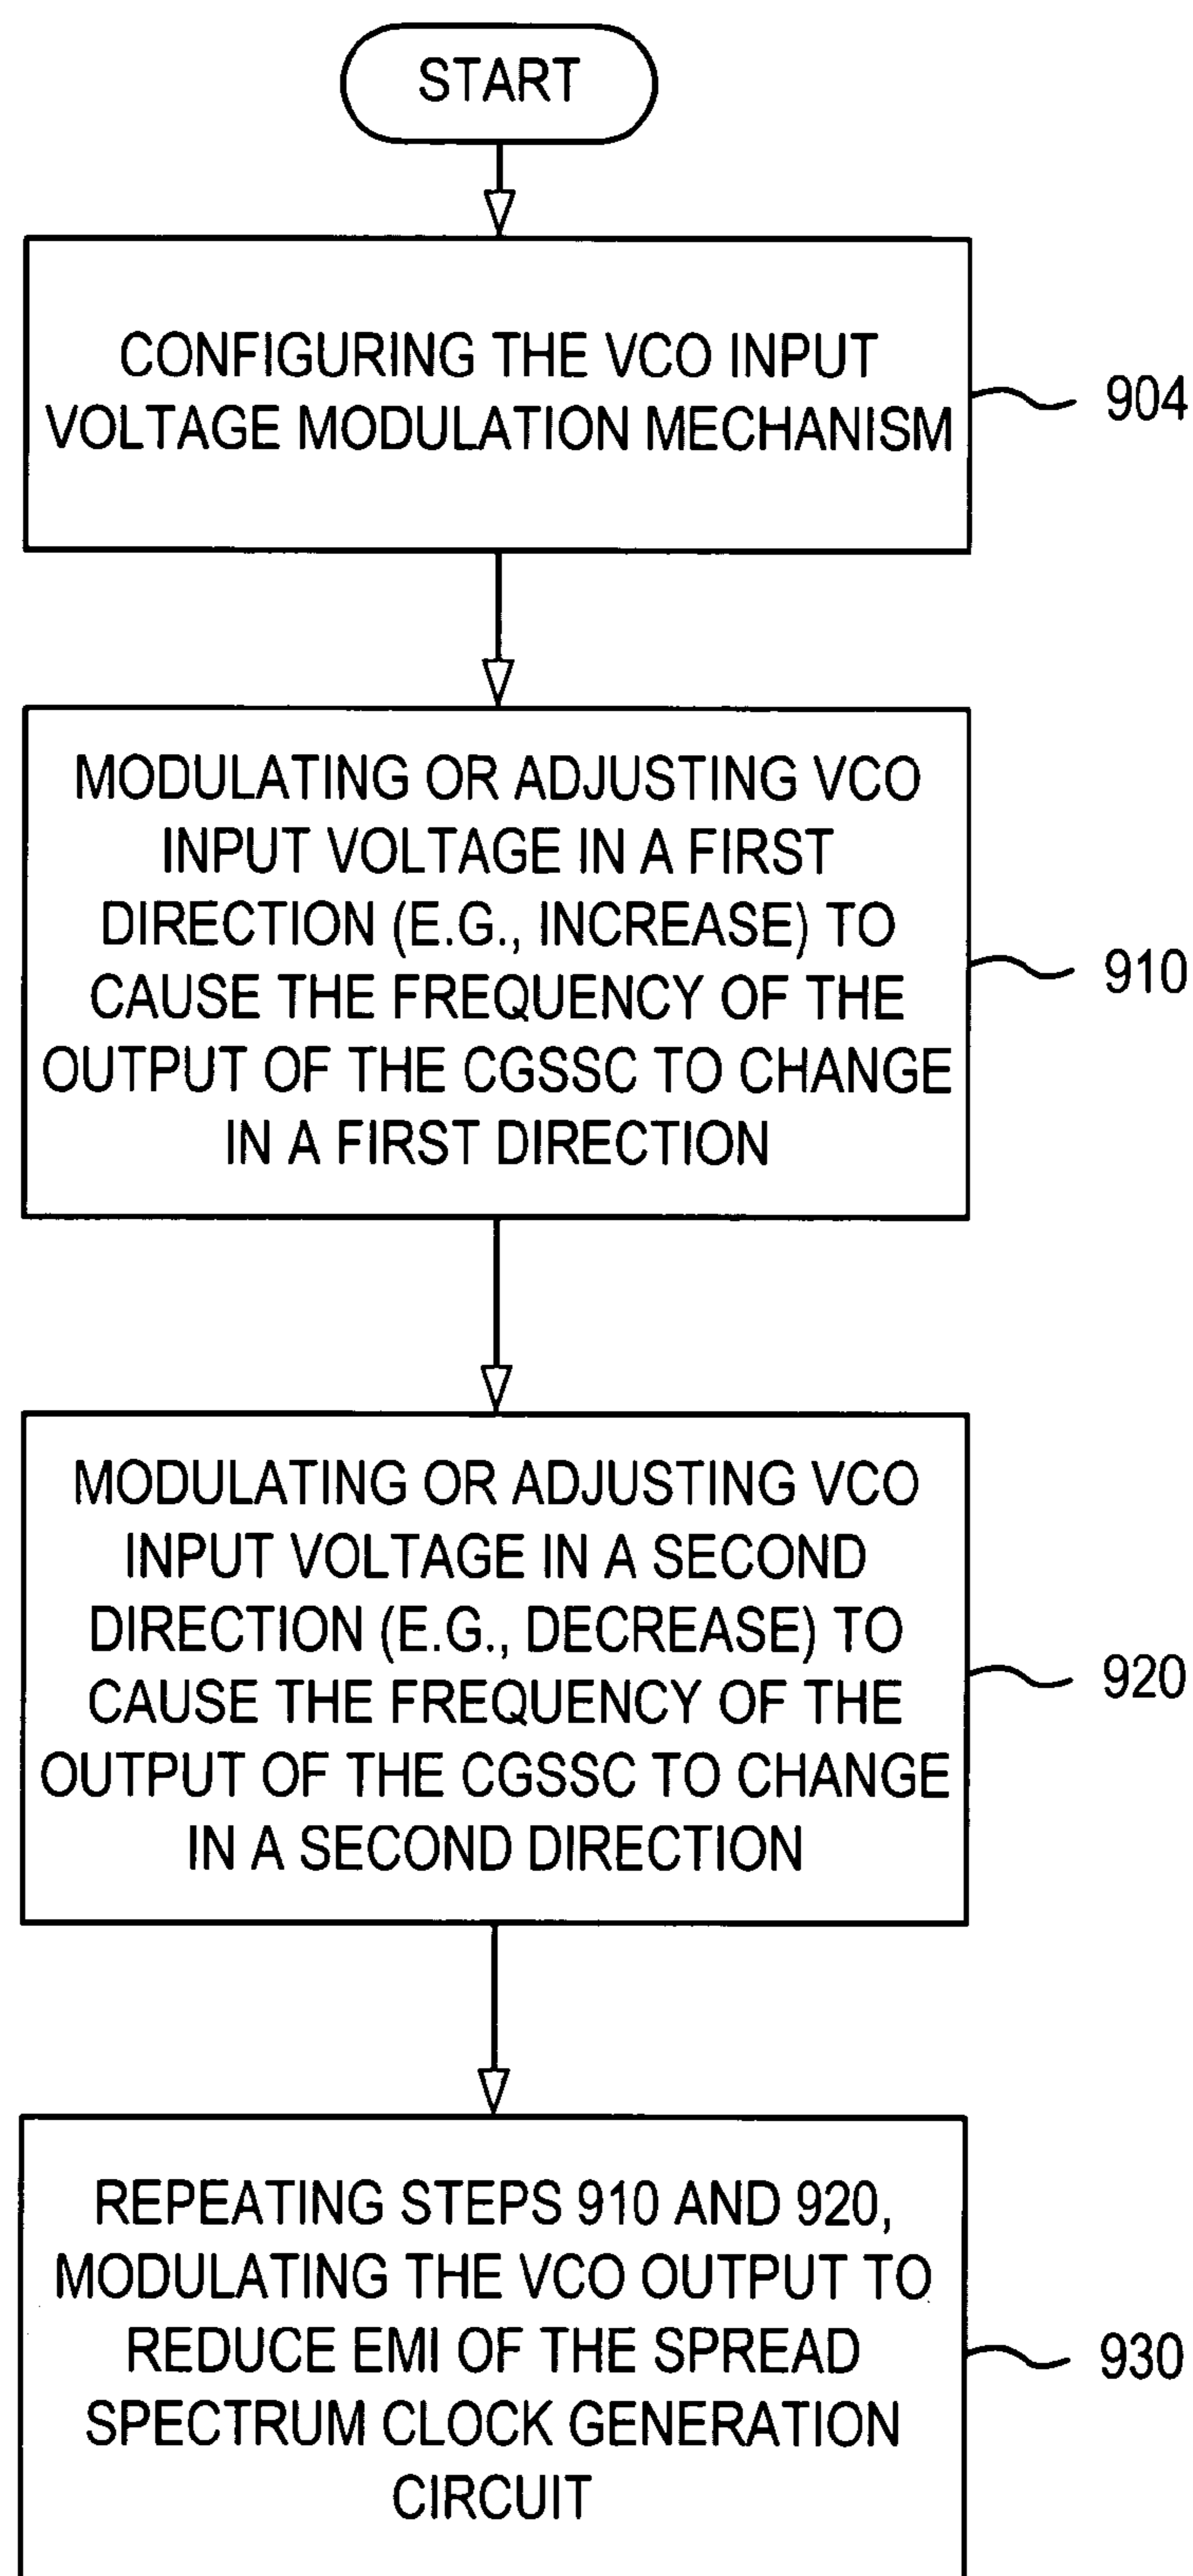 START
CONFIGURING THE VCO INPUT
VOLTAGE MODULATION MECHANISM
904
MODULATING OR ADJUSTING VCO
INPUT VOLTAGE IN A FIRST
DIRECTION (E.G., INCREASE) TO
CAUSE THE FREQUENCY OF THE
OUTPUT OF THE CGSSC TO CHANGE
IN A FIRST DIRECTION
910
MODULATING OR ADJUSTING VCO
INPUT VOLTAGE IN A SECOND
DIRECTION (E.G., DECREASE) TO
CAUSE THE FREQUENCY OF THE
OUTPUT OF THE CGSSC TO CHANGE
IN A SECOND DIRECTION
920
REPEATING STEPS 910 AND 920,
MODULATING THE VCO OUTPUT TO
REDUCE EMI OF THE SPREAD
SPECTRUM CLOCK GENERATION
CIRCUIT
930